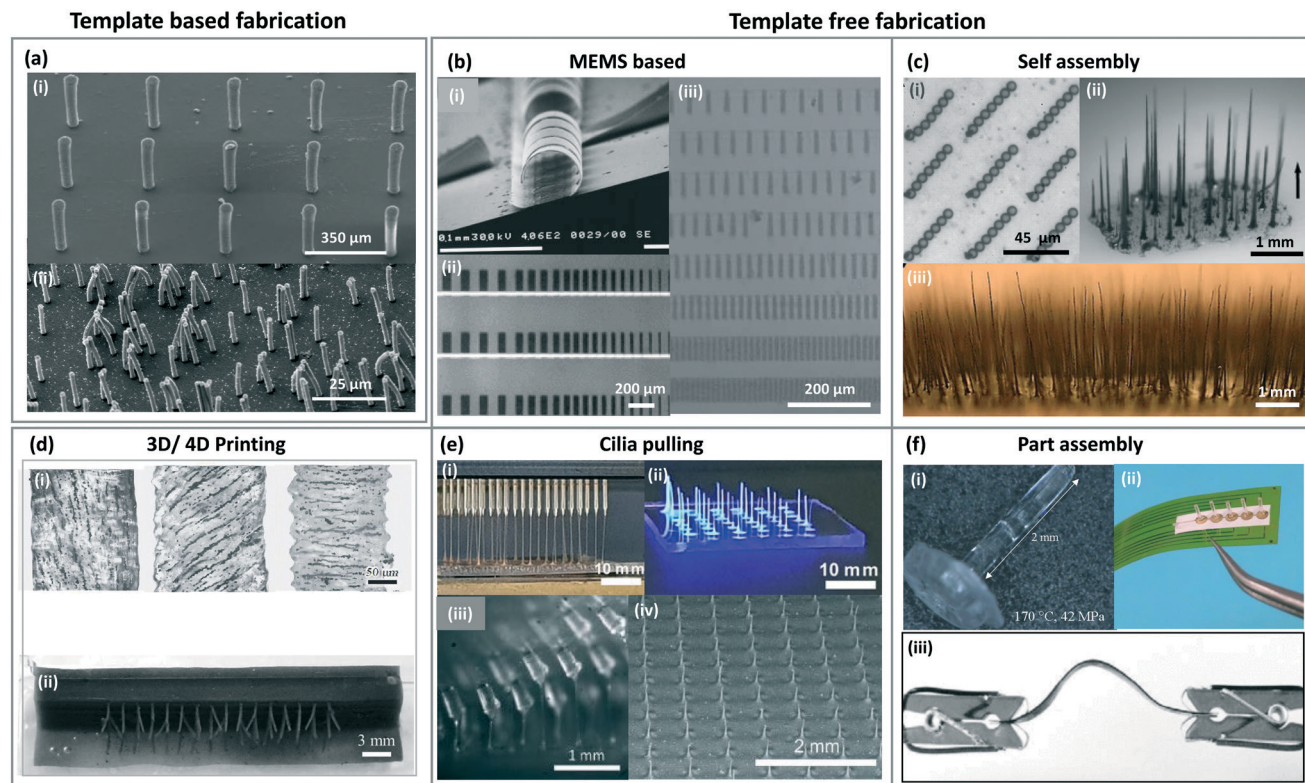 Template based fabrication
Template free fabrication
(a)
(i)
350 µm
(ii)
25 µm
(b)
MEMS based
(i)
0.1mm 30.0kV 4.06E2 0029/00 SE
(ii)
200 µm
(iii)
200 µm
(c)
Self assembly
(i)
45 µm
(ii)
1 mm
(iii)
1 mm
(d)
3D/ 4D Printing
(i)
50 µm
(ii)
3 mm
(e)
Cilia pulling
(i)
10 mm
(ii)
10 mm
(iii)
1 mm
(iv)
2 mm
(f)
Part assembly
(i)
2 mm
170 °C, 42 MPa
(ii)
(iii)